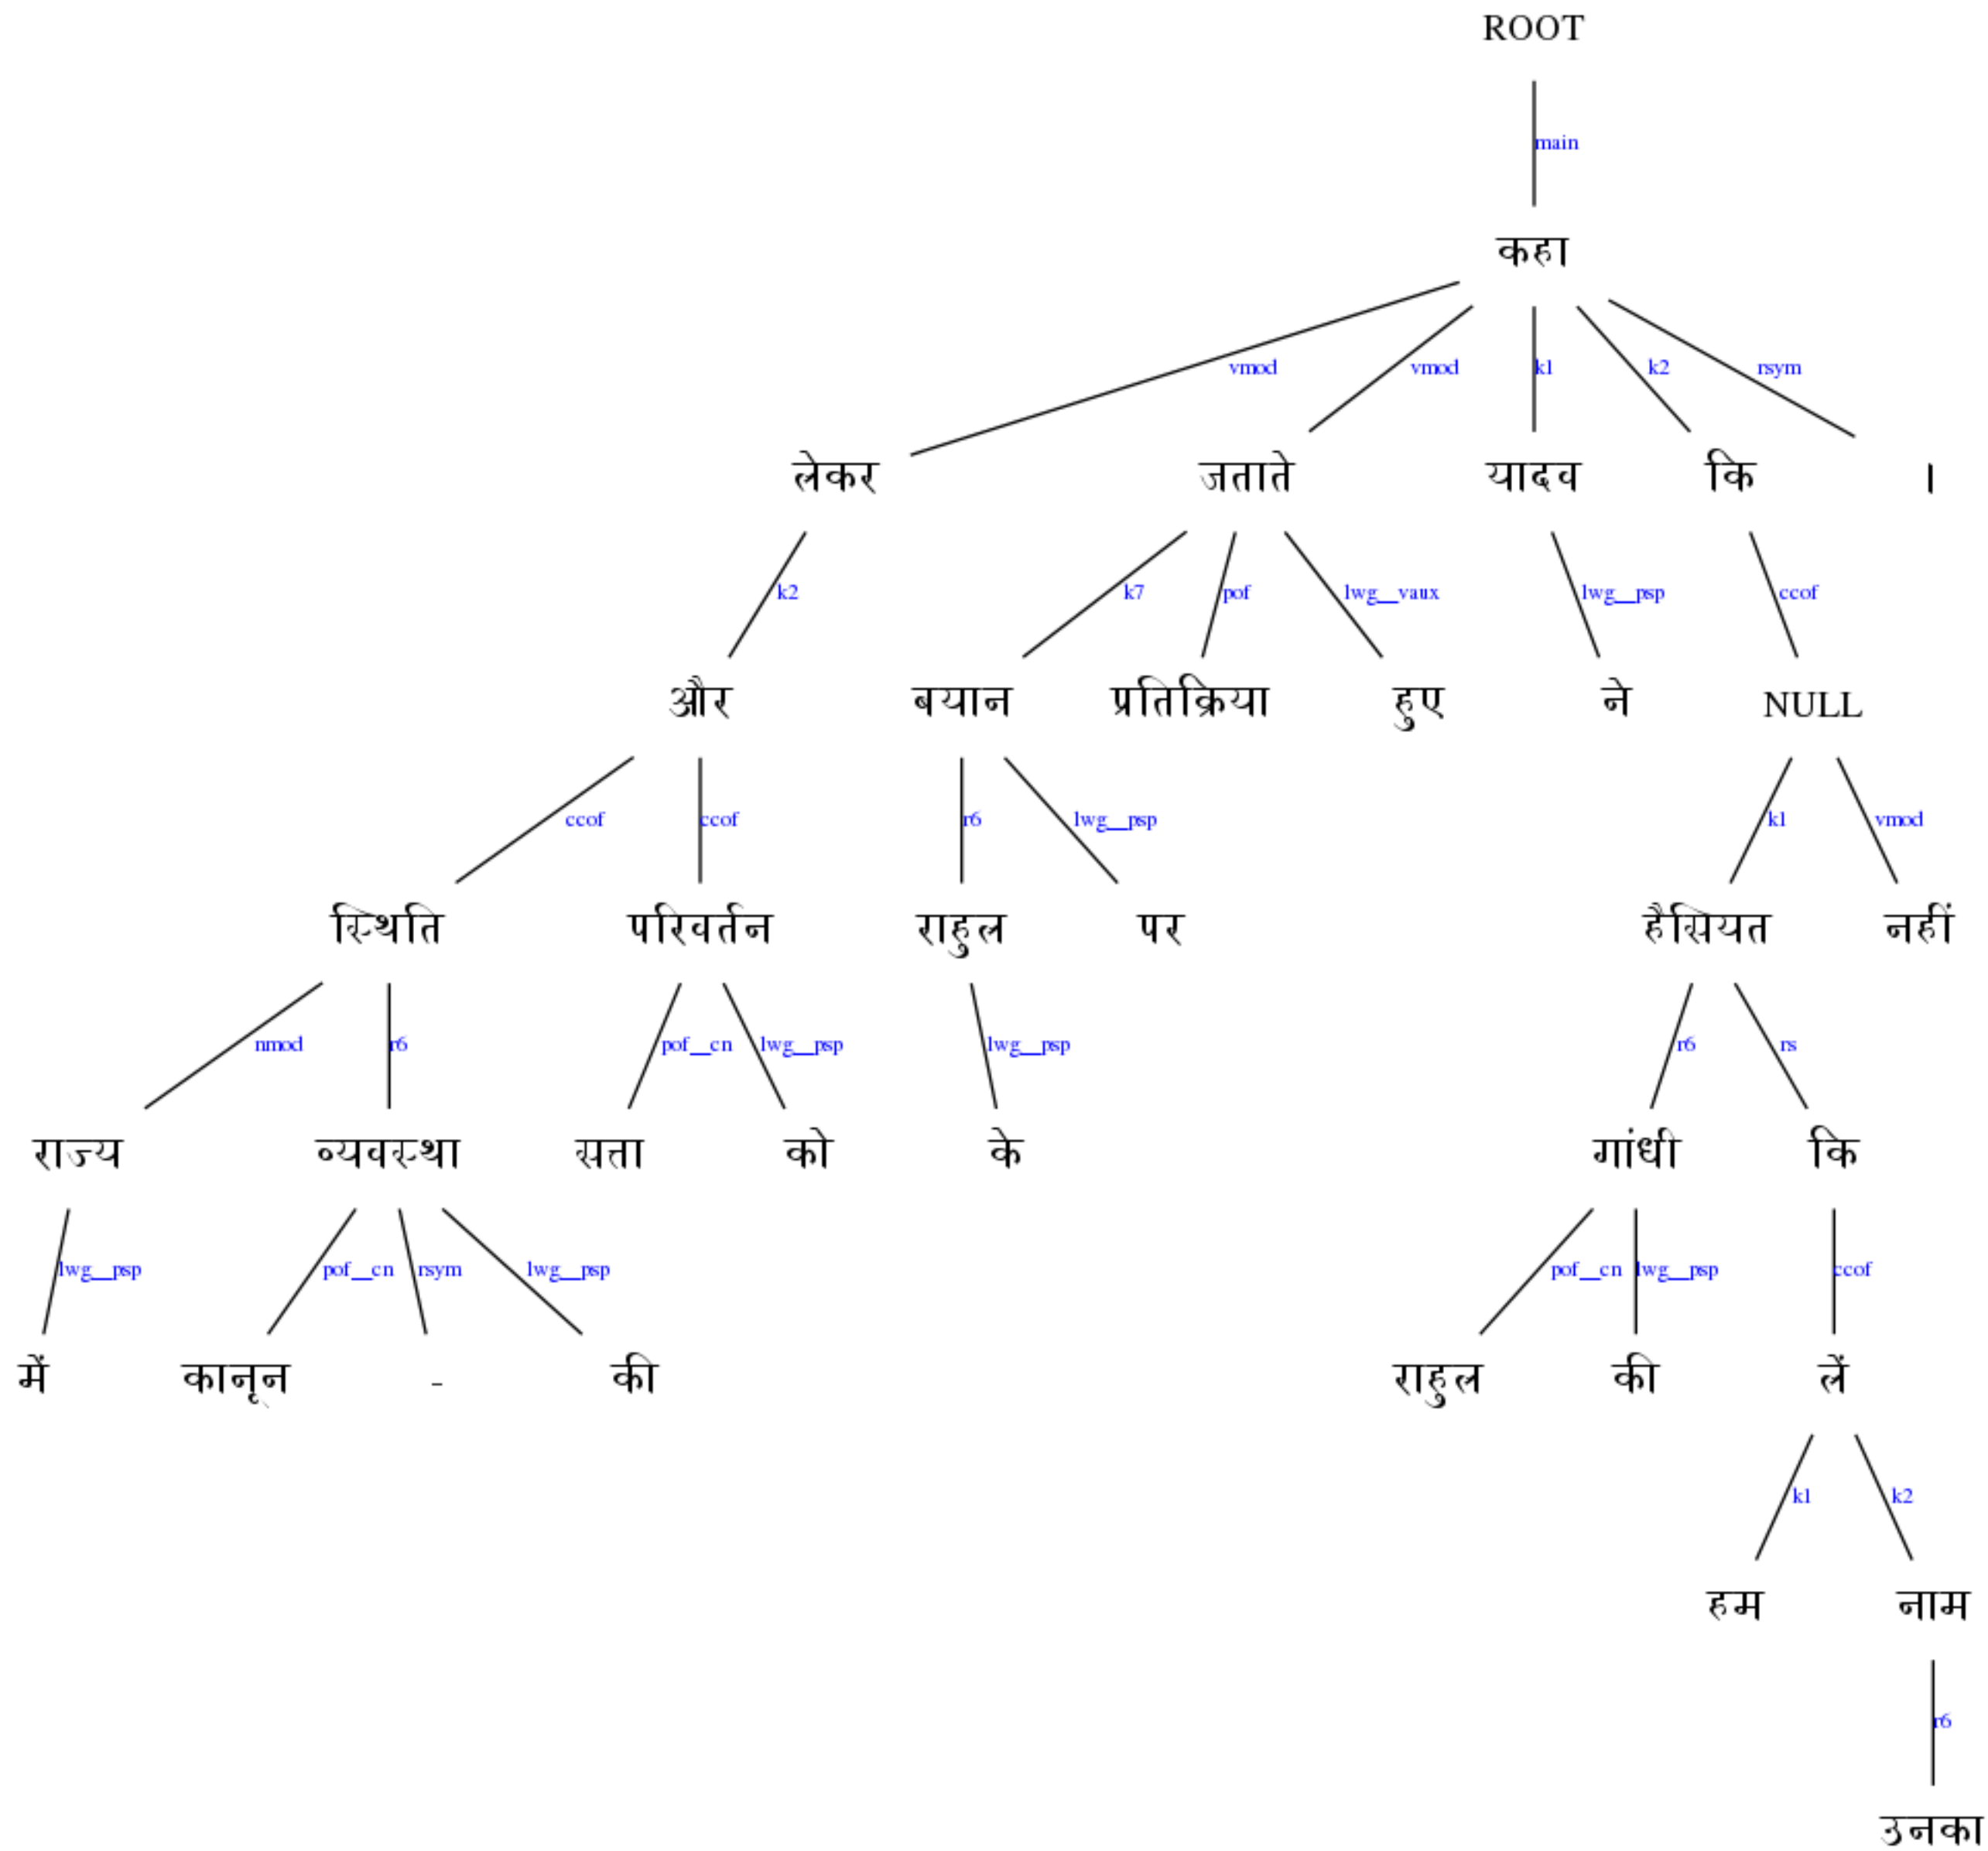 ROOT
main
कहा
vmod vmod k1 k2 rsym
लेकर जताते यादव कि ।
k2 k7 pof lwg__vaux lwg__psp ccof
और बयान प्रतिक्रिया हुए ने NULL
ccof ccof r6 lwg__psp k1 vmod
स्थिति परिवर्तन राहुल पर हैसियत नहीं
nmod r6 pof__cn lwg__psp lwg__psp r6 rs
राज्य व्यवस्था सत्ता को के गांधी कि
lwg__psp pof__cn rsym lwg__psp pof__cn lwg__psp ccof
में कानून - की राहुल की लें
k1 k2
हम नाम
r6
उनका